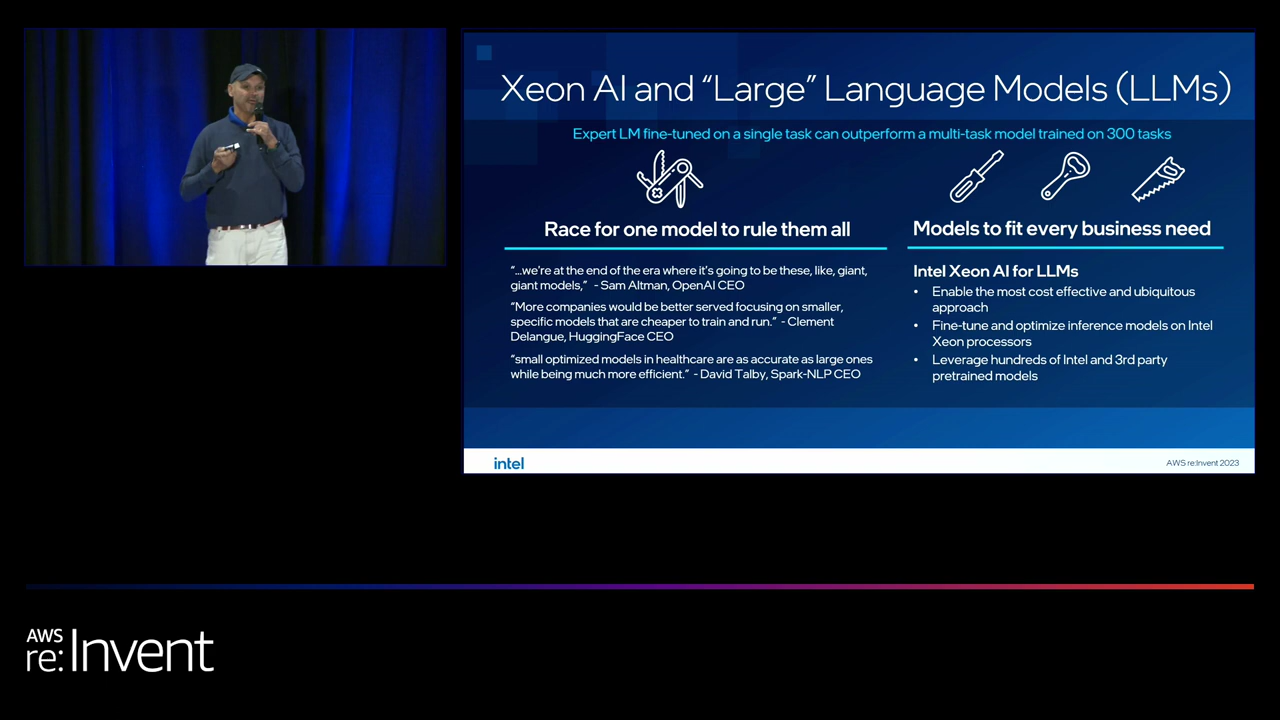 Xeon AI and “Large” Language Models (LLMs)
Expert LM fine-tuned on a single task can outperform a multi-task model trained on 300 tasks
Race for one model to rule them all
“...we're at the end of the era where it's going to be these, like, giant,
giant models,” - Sam Altman, OpenAI CEO
“More companies would be better served focusing on smaller,
specific models that are cheaper to train and run.” - Clement
Delangue, HuggingFace CEO
“small optimized models in healthcare are as accurate as large ones
while being much more efficient.” - David Talby, Spark-NLP CEO
Models to fit every business need
Intel Xeon AI for LLMs
• Enable the most cost effective and ubiquitous
approach
• Fine-tune and optimize inference models on Intel
Xeon processors
• Leverage hundreds of Intel and 3rd party
pretrained models
intel
AWS re:Invent 2023
AWS
re:Invent